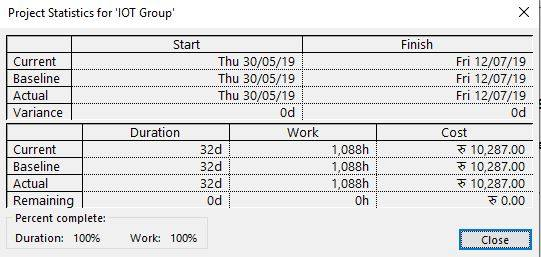 Project Statistics for 'IOT Group'
Start Finish
Current Thu 30/05/19 Fri 12/07/19
Baseline Thu 30/05/19 Fri 12/07/19
Actual Thu 30/05/19 Fri 12/07/19
Variance 0d 0d
Duration Work Cost
Current 32d 1,088h रु 10,287.00
Baseline 32d 1,088h रु 10,287.00
Actual 32d 1,088h रु 10,287.00
Remaining 0d 0h रु 0.00
Percent complete:
Duration: 100% Work: 100%
Close